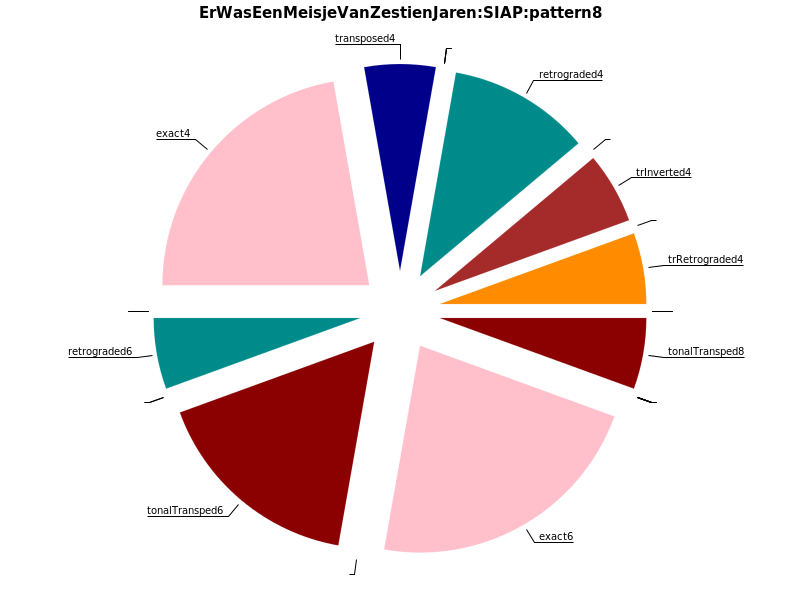 ErWasEenMeisjeVanZestienJaren:SIAP:pattern8
transposed4
retrograded4
exact4
trInverted4
trRetrograded4
retrograded6
tonalTransped8
tonalTransped6
exact6